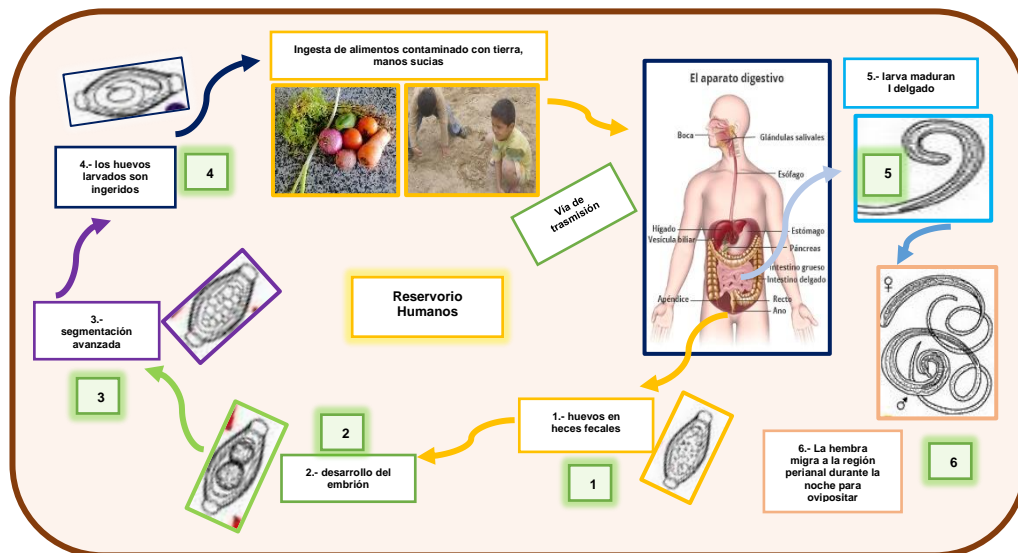 Ingesta de alimentos contaminado con tierra,
manos sucias
El aparato digestivo
Boca
Glándulas salivales
Esófago
Hígado
Vesícula biliar
Estómago
Páncreas
intestino grueso
Intestino delgado
Apéndice
Recto
Ano
5.- larva maduran
I delgado
5
4.- los huevos
larvados son
ingeridos
4
Vía de
trasmisión
Reservorio
Humanos
3.-
segmentación
avanzada
3
1.- huevos en
heces fecales
1
2
2.- desarrollo del
embrión
6.- La hembra
migra a la región
perianal durante la
noche para
ovipositar
6
♀
♂